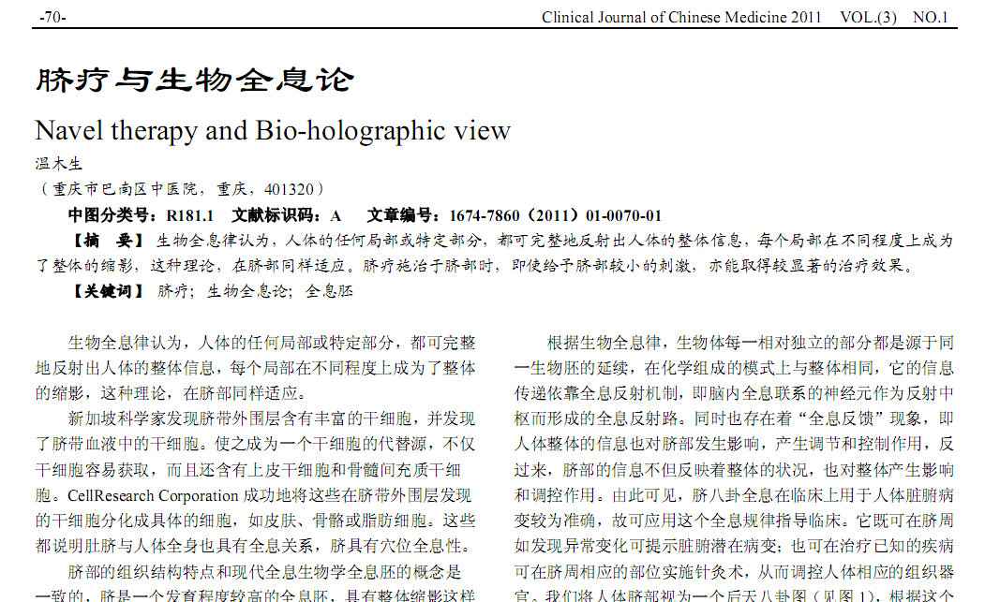 -70-
Clinical Journal of Chinese Medicine 2011 VOL.(3) NO.1
脐疗与生物全息论
Navel therapy and Bio-holographic view
温木生
（重庆市巴南区中医院，重庆，401320）
中图分类号：R181.1 文献标识码：A 文章编号：1674-7860（2011）01-0070-01
【摘 要】 生物全息律认为，人体的任何局部或特定部分，都可完整地反射出人体的整体信息，每个局部在不同程度上成为
了整体的缩影，这种理论，在脐部同样适应。脐疗施治于脐部时，即使给予脐部较小的刺激，亦能取得较显著的治疗效果。
【关键词】 脐疗；生物全息论；全息胚
生物全息律认为，人体的任何局部或特定部分，都可完整
地反射出人体的整体信息，每个局部在不同程度上成为了整体
的缩影，这种理论，在脐部同样适应。
新加坡科学家发现脐带外围层含有丰富的干细胞，并发现
了脐带血液中的干细胞。使之成为一个干细胞的代替源，不仅
干细胞容易获取，而且还含有上皮干细胞和骨髓间充质干细
胞。CellResearch Corporation 成功地将这些在脐带外围层发现
的干细胞分化成具体的细胞，如皮肤、骨骼或脂肪细胞。这些
都说明肚脐与人体全身也具有全息关系，脐具有穴位全息性。
脐部的组织结构特点和现代全息生物学全息胚的概念是
一致的，脐是一个发育程度较高的全息胚，具有整体缩影这样
根据生物全息律，生物体每一相对独立的部分都是源于同
一生物胚的延续，在化学组成的模式上与整体相同，它的信息
传递依靠全息反射机制，即脑内全息联系的神经元作为反射中
枢而形成的全息反射路。同时也存在着“全息反馈”现象，即
人体整体的信息也对脐部发生影响，产生调节和控制作用，反
过来，脐部的信息不但反映着整体的状况，也对整体产生影响
和调控作用。由此可见，脐八卦全息在临床上用于人体脏腑病
变较为准确，故可应用这个全息规律指导临床。它既可在脐周
如发现异常变化可提示脏腑潜在病变；也可在治疗已知的疾病
可在脐周相应的部位实施针灸术，从而调控人体相应的组织器
官。我们将人体脐部视为一个后天八卦图（见图1），根据这个